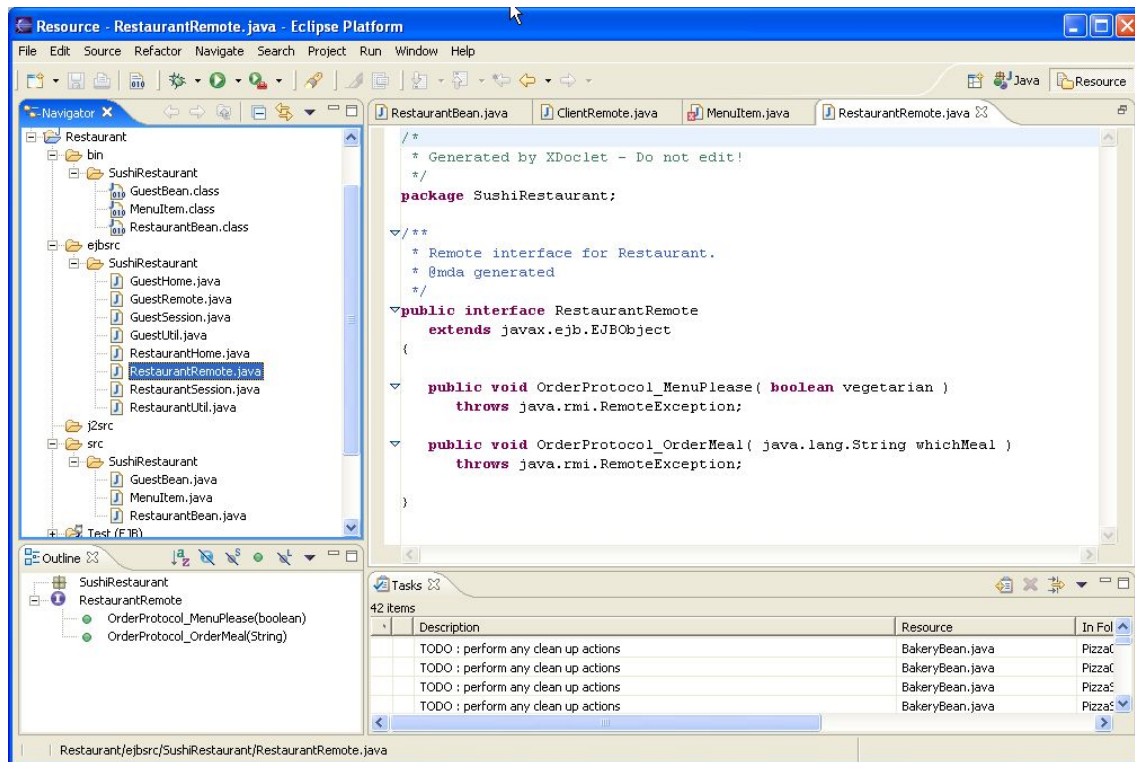 Resource - RestaurantRemote.java - Eclipse Platform
File Edit Source Refactor Navigate Search Project Run Window Help
Java Resource
Navigator
Restaurant
bin
SushiRestaurant
GuestBean.class
MenuItem.class
RestaurantBean.class
ejbsrc
SushiRestaurant
GuestHome.java
GuestRemote.java
GuestSession.java
GuestUtil.java
RestaurantHome.java
RestaurantRemote.java
RestaurantSession.java
RestaurantUtil.java
j2src
src
SushiRestaurant
GuestBean.java
MenuItem.java
RestaurantBean.java
Test (EJB)
RestaurantBean.java ClientRemote.java MenuItem.java RestaurantRemote.java
/*
* Generated by XDoclet - Do not edit!
*/
package SushiRestaurant;
/**
* Remote interface for Restaurant.
* @mda generated
*/
public interface RestaurantRemote
extends javax.ejb.EJBObject
{
public void OrderProtocol_MenuPlease( boolean vegetarian )
throws java.rmi.RemoteException;
public void OrderProtocol_OrderMeal( java.lang.String whichMeal )
throws java.rmi.RemoteException;
}
Outline
SushiRestaurant
RestaurantRemote
OrderProtocol_MenuPlease(boolean)
OrderProtocol_OrderMeal(String)
Tasks
42 items
Description Resource In Fol
TODO : perform any clean up actions BakeryBean.java
TODO : perform any clean up actions BakeryBean.java
TODO : perform any clean up actions BakeryBean.java
TODO : perform any clean up actions BakeryBean.java
Restaurant/ejbsrc/SushiRestaurant/RestaurantRemote.java